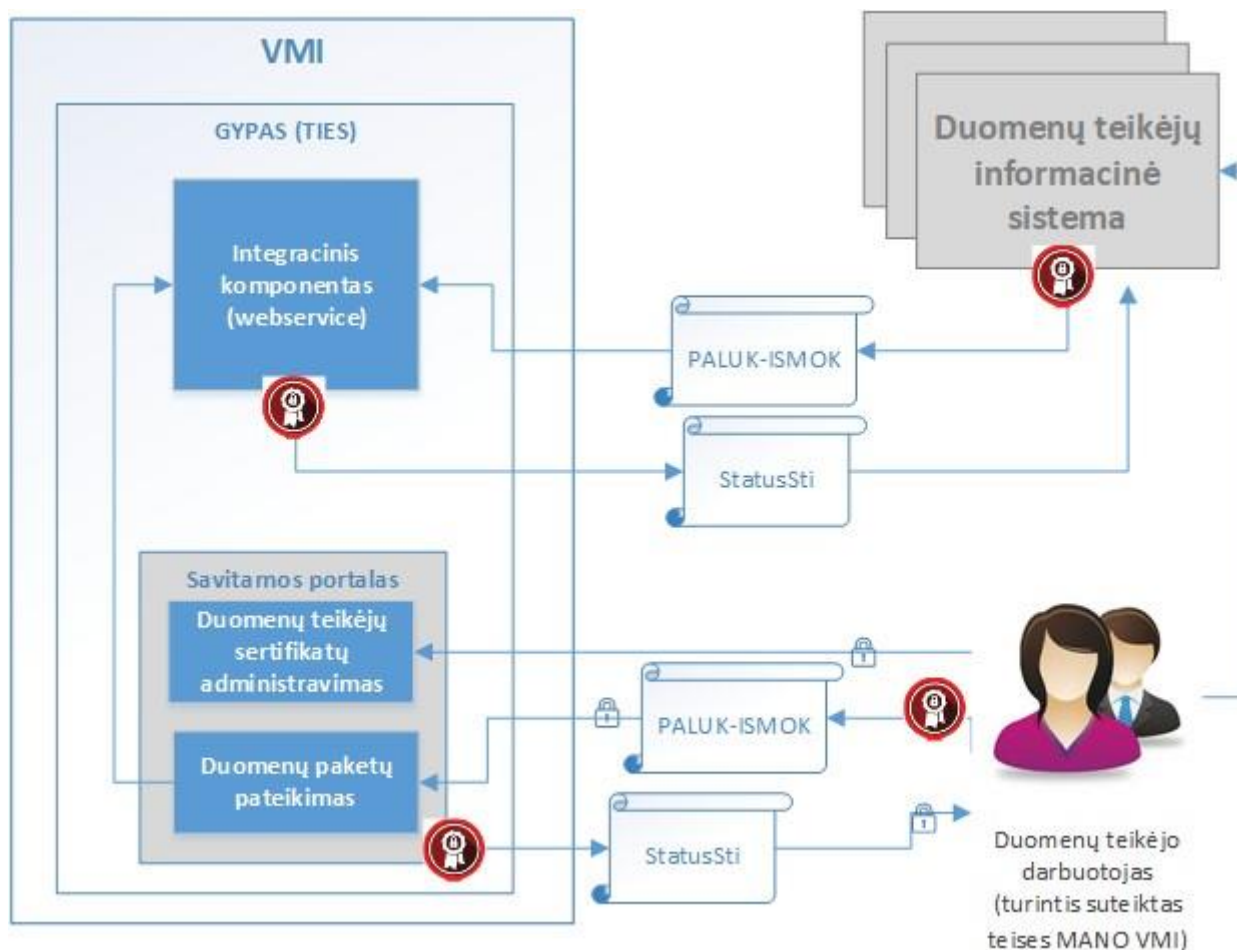 VMI
GYPAS (TIES)
Integracinis
komponentas
(webservice)
Duomenų teikėjų
informacinė
sistema
PALUK-ISMOK
StatusSti
Savitarnos portalas
Duomenų teikėjų
sertifikatų
administravimas
Duomenų paketų
pateikimas
PALUK-ISMOK
StatusSti
Duomenų teikėjo
darbuotojas
(turintis suteiktas
teises MANO VMI)